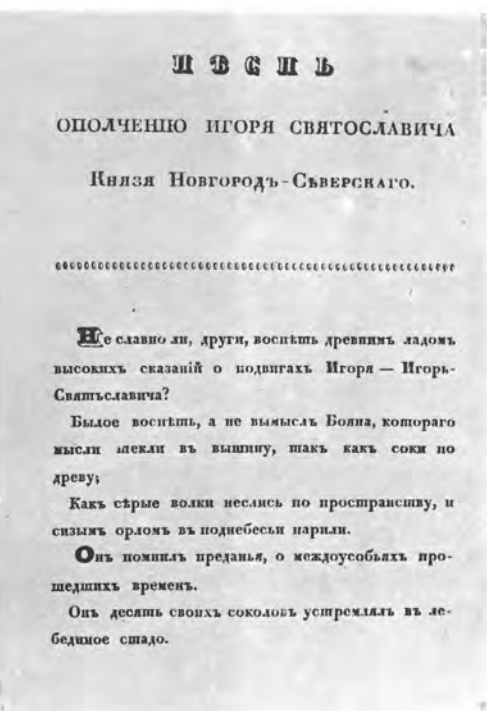 ПѢСНЬ
ОПОЛЧЕНІЮ ИГОРЯ СВЯТОСЛАВИЧА
Князя Новгородъ-Сѣверскаго.
Не славно ли, други, воспѣть древнимъ ладомъ
высокихъ сказаній о подвигахъ Игоря — Игорь-
Святъславича?
Былое воспѣть, а не вымыслъ Бояна, котораго
мысли текли въ вышину, такъ какъ соки по
древу;
Какъ сѣрые волки неслись по пространству, и
сизымъ орломъ въ поднебесьи парили.
Онъ помнилъ преданья, о междоусобьяхъ про-
шедшихъ временъ.
Онъ десять своихъ соколовъ устремлялъ въ ле-
бединое стадо.